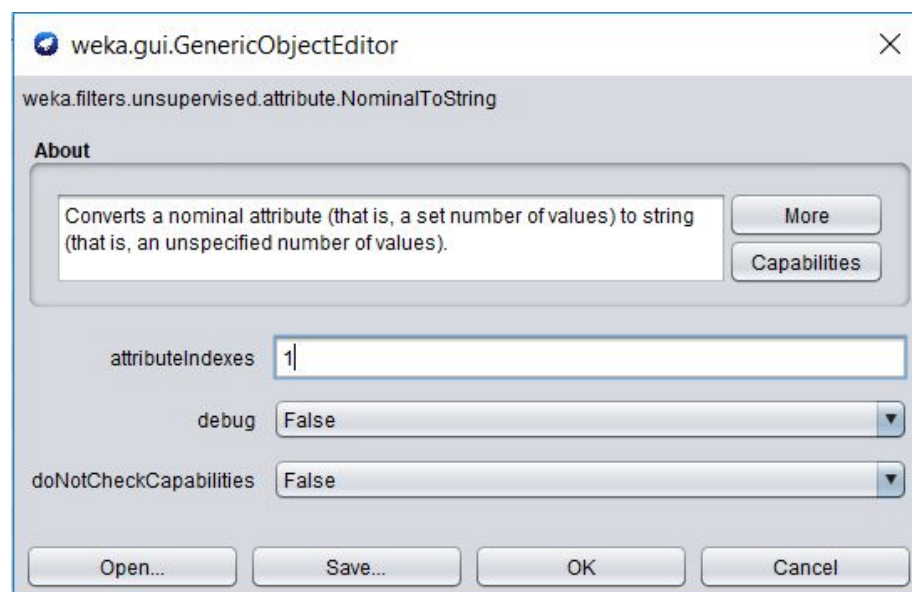 weka.gui.GenericObjectEditor
weka.filters.unsupervised.attribute.NominalToString
About
Converts a nominal attribute (that is, a set number of values) to string
(that is, an unspecified number of values).
More
Capabilities
attributeIndexes 1
debug False
doNotCheckCapabilities False
Open... Save... OK Cancel